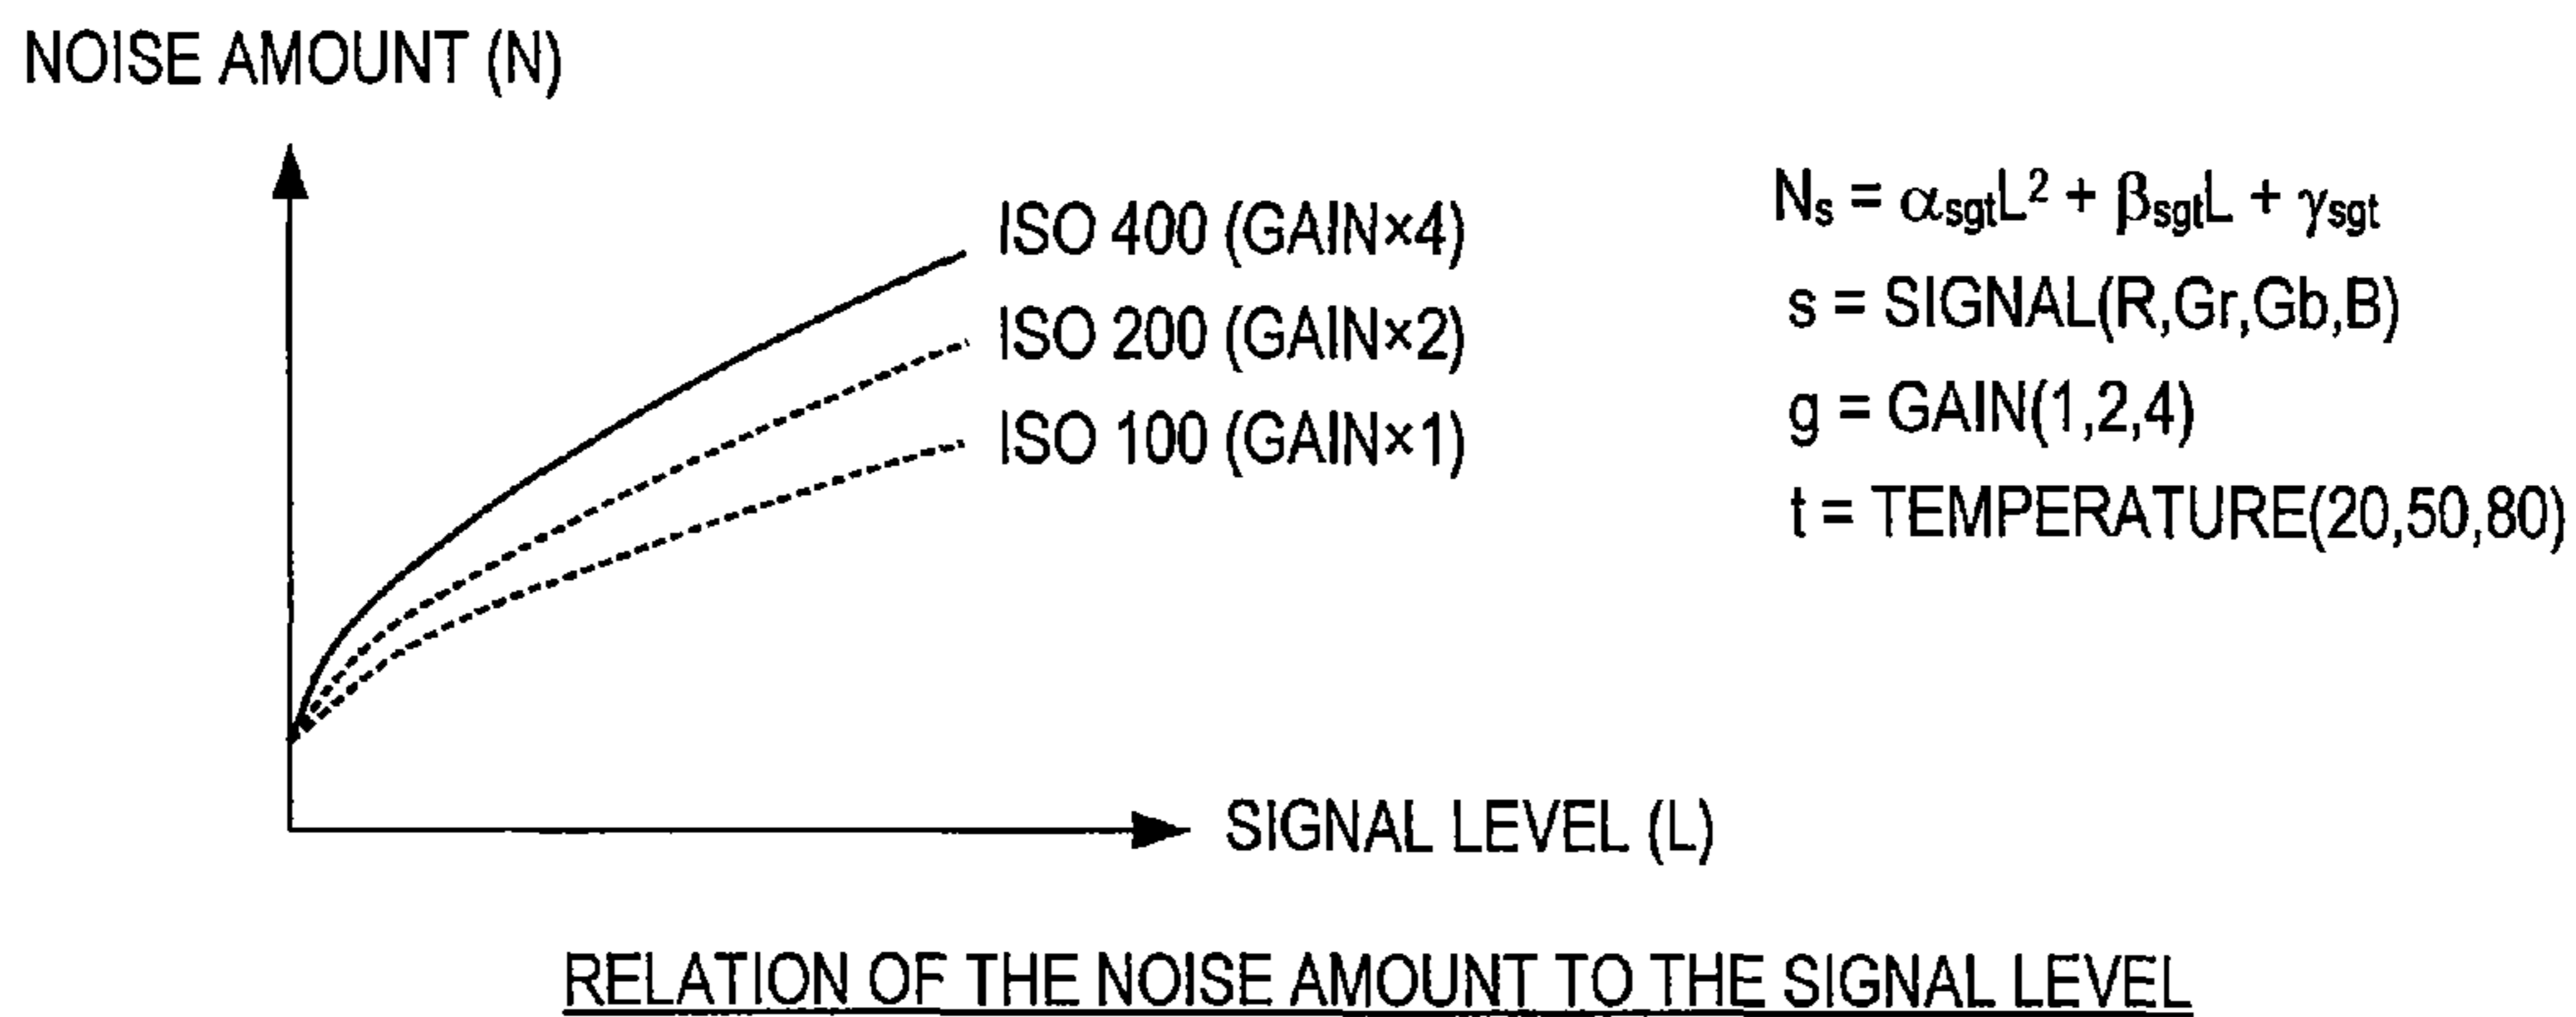 NOISE AMOUNT (N)
ISO 400 (GAIN×4)
ISO 200 (GAIN×2)
ISO 100 (GAIN×1)
SIGNAL LEVEL (L)
Nₛ = αsgtL² + βsgtL + γsgt
s = SIGNAL(R,Gr,Gb,B)
g = GAIN(1,2,4)
t = TEMPERATURE(20,50,80)
RELATION OF THE NOISE AMOUNT TO THE SIGNAL LEVEL